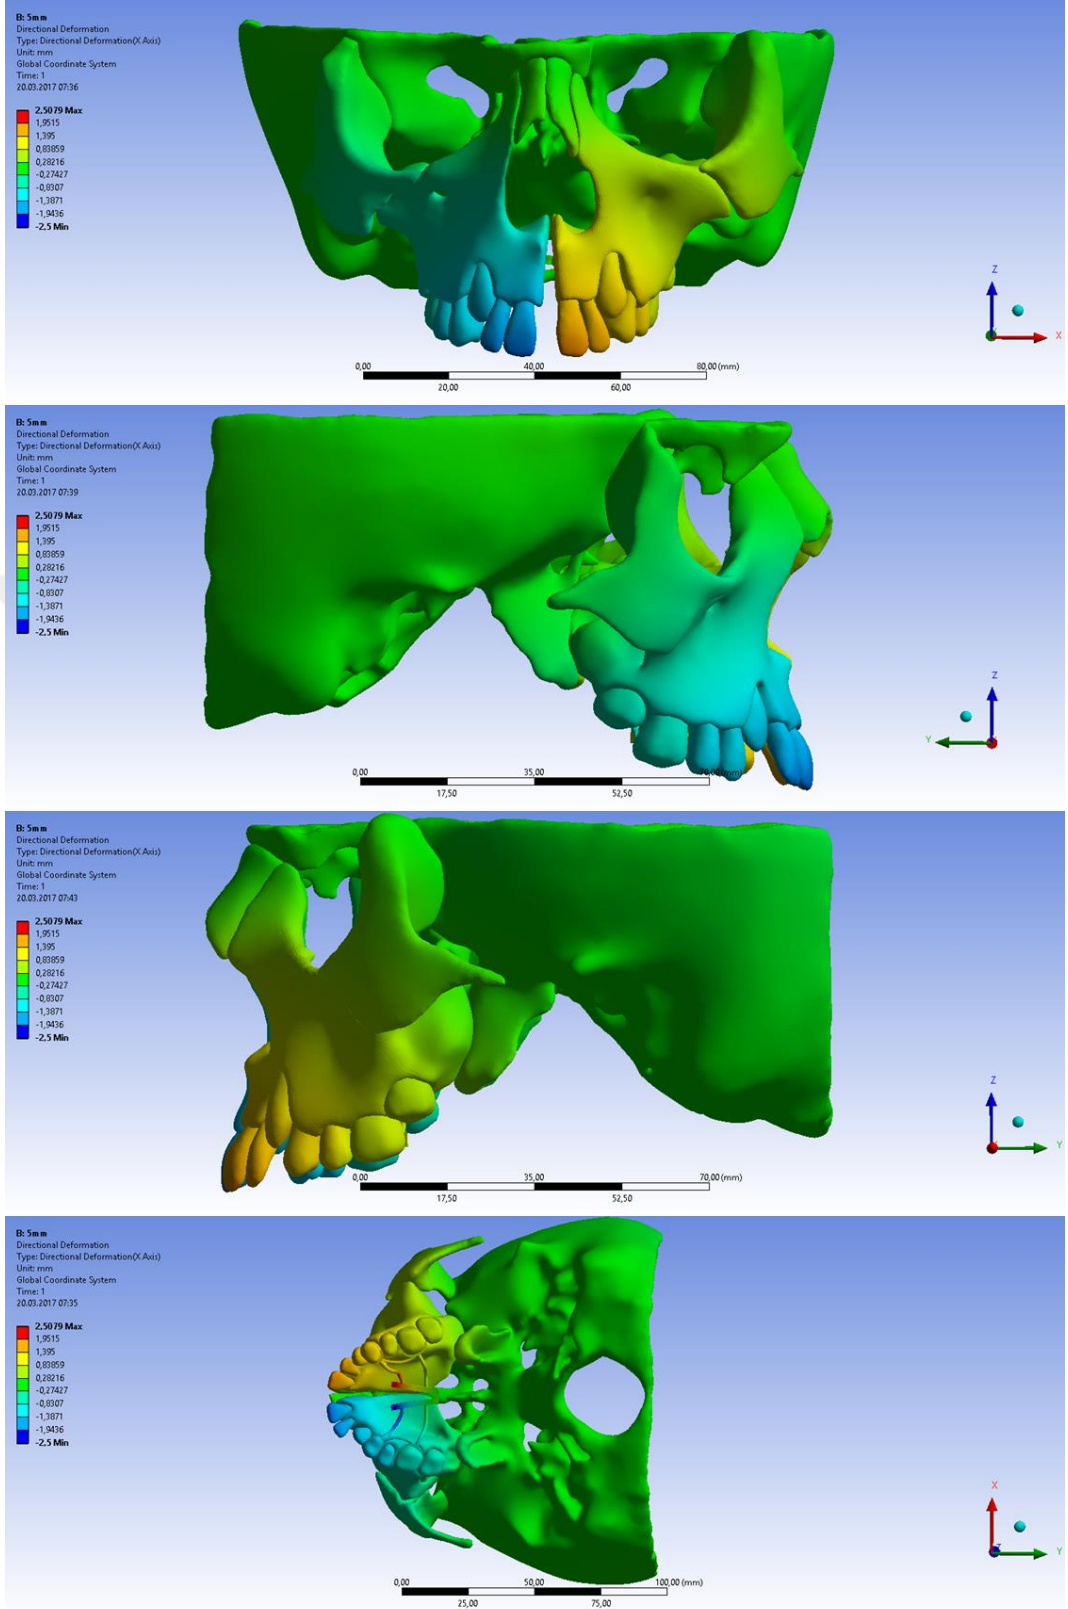 B: 5mm
Directional Deformation
Type: Directional Deformation(X Axis)
Unit: mm
Global Coordinate System
Time: 1
20.03.2017 07:36
2,5079 Max
1,9515
1,395
0,83859
0,28216
-0,27427
-0,8307
-1,3871
-1,9436
-2,5 Min
Z
X
0,00 40,00 80,00 (mm)
20,00 60,00
B: 5mm
Directional Deformation
Type: Directional Deformation(X Axis)
Unit: mm
Global Coordinate System
Time: 1
20.03.2017 07:39
2,5079 Max
1,9515
1,395
0,83859
0,28216
-0,27427
-0,8307
-1,3871
-1,9436
-2,5 Min
Z
Y
0,00 35,00 70,00 (mm)
17,50 52,50
B: 5mm
Directional Deformation
Type: Directional Deformation(X Axis)
Unit: mm
Global Coordinate System
Time: 1
20.03.2017 07:43
2,5079 Max
1,9515
1,395
0,83859
0,28216
-0,27427
-0,8307
-1,3871
-1,9436
-2,5 Min
Z
Y
0,00 35,00 70,00 (mm)
17,50 52,50
B: 5mm
Directional Deformation
Type: Directional Deformation(X Axis)
Unit: mm
Global Coordinate System
Time: 1
20.03.2017 07:35
2,5079 Max
1,9515
1,395
0,83859
0,28216
-0,27427
-0,8307
-1,3871
-1,9436
-2,5 Min
X
Z
Y
0,00 50,00 100,00 (mm)
25,00 75,00